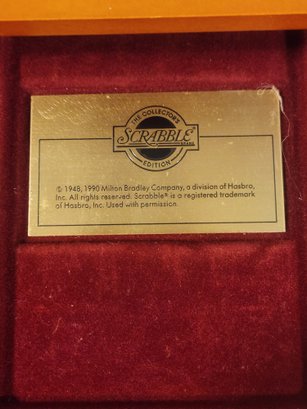 THE COLLECTOR'S
SCRABBLE
BRAND
EDITION
© 1948, 1990 Milton Bradley Company, a division of Hasbro,
Inc. All rights reserved. Scrabble® is a registered trademark
of Hasbro, Inc. Used with permission.